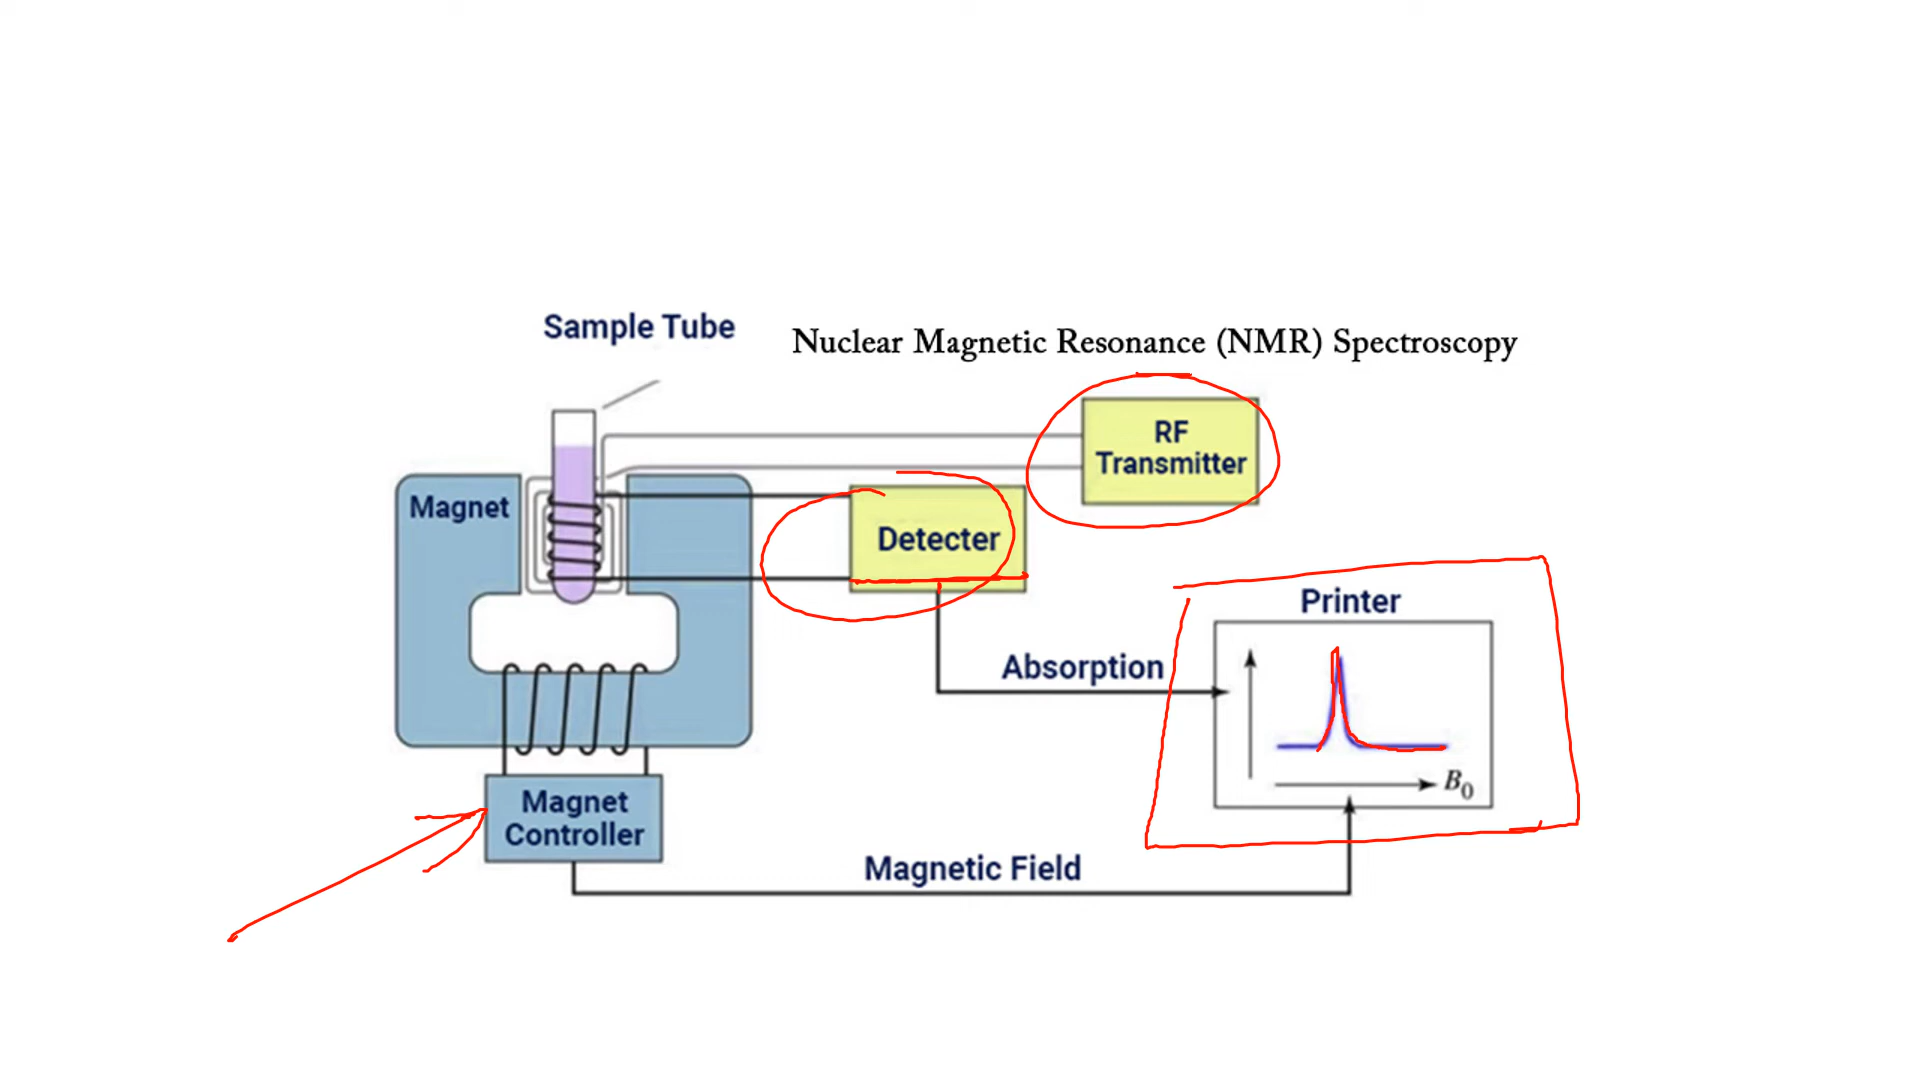 Sample Tube
Nuclear Magnetic Resonance (NMR) Spectroscopy
RF
Transmitter
Magnet
Detecter
Printer
Absorption
B0
Magnet
Controller
Magnetic Field